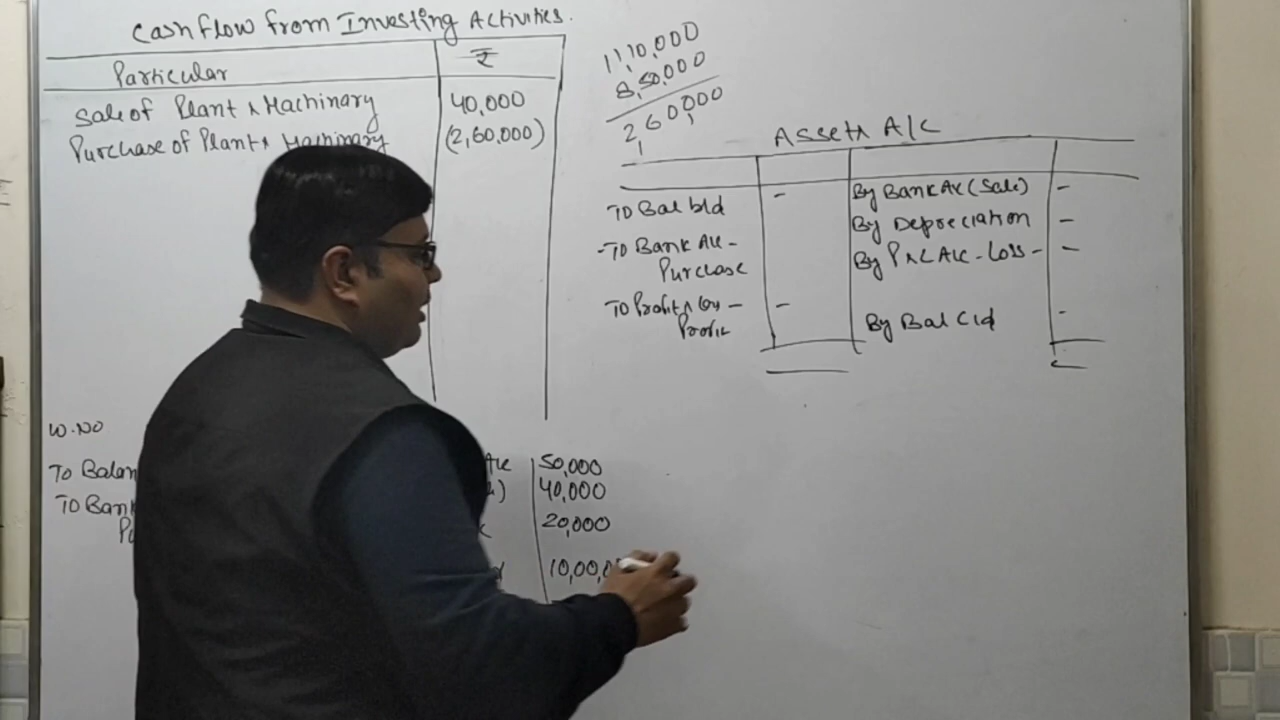 Cash flow from Investing Activities.
Particular ₹
Sale of Plant & Machinary 40,000
Purchase of Plant & Machinary (2,60,000)
11,10,000
8,50,000
2,60,000
Assets A/C
To Bal b/d - By Bank A/c (Sale) -
By Depreciation -
- To Bank A/c -
Purchase
By P & L A/c - Loss - -
To Profit & Loss - -
Profit
By Bal C/d -
W.NO
To Balan A/c 50,000
To Bank 40,000
20,000
10,00,0